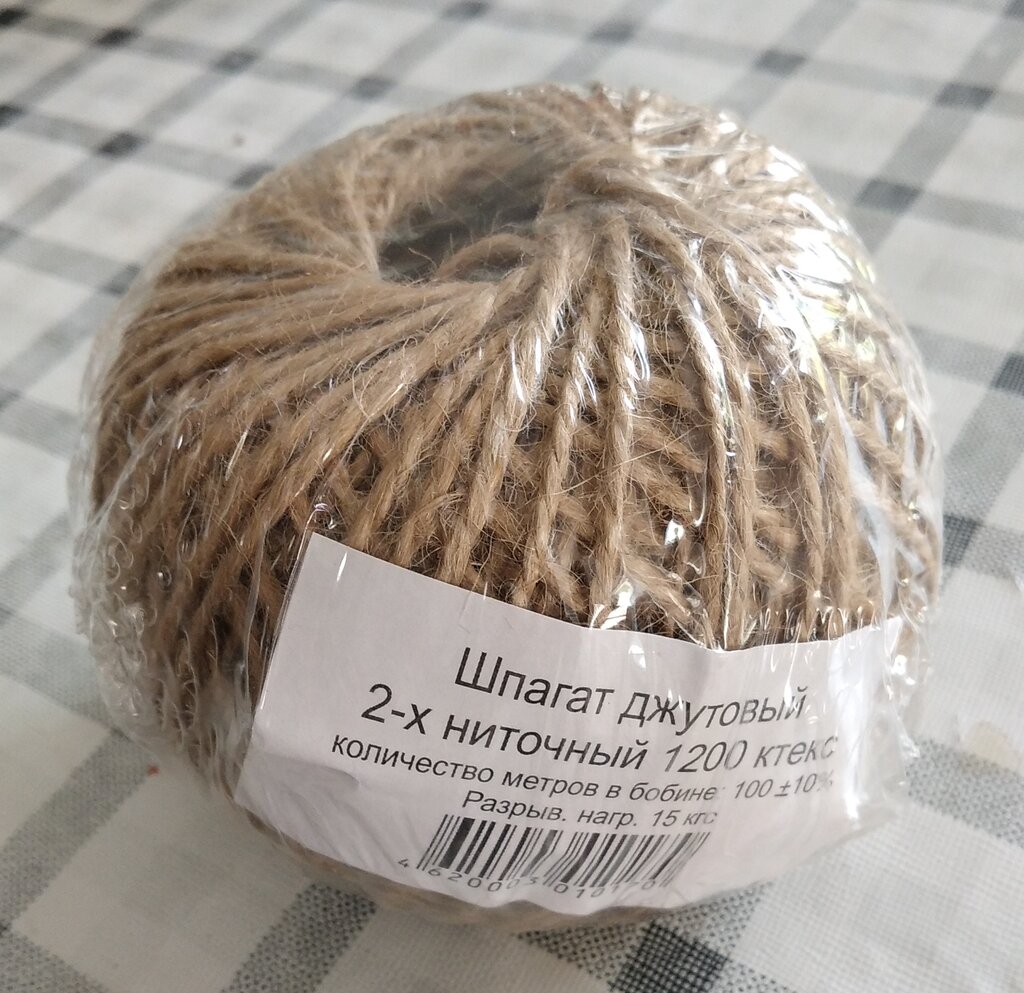 Шпагат джутовый
2-х ниточный 1200 ктекс
количество метров в бобине: 100 ±10%
Разрыв. нагр. 15 кгс